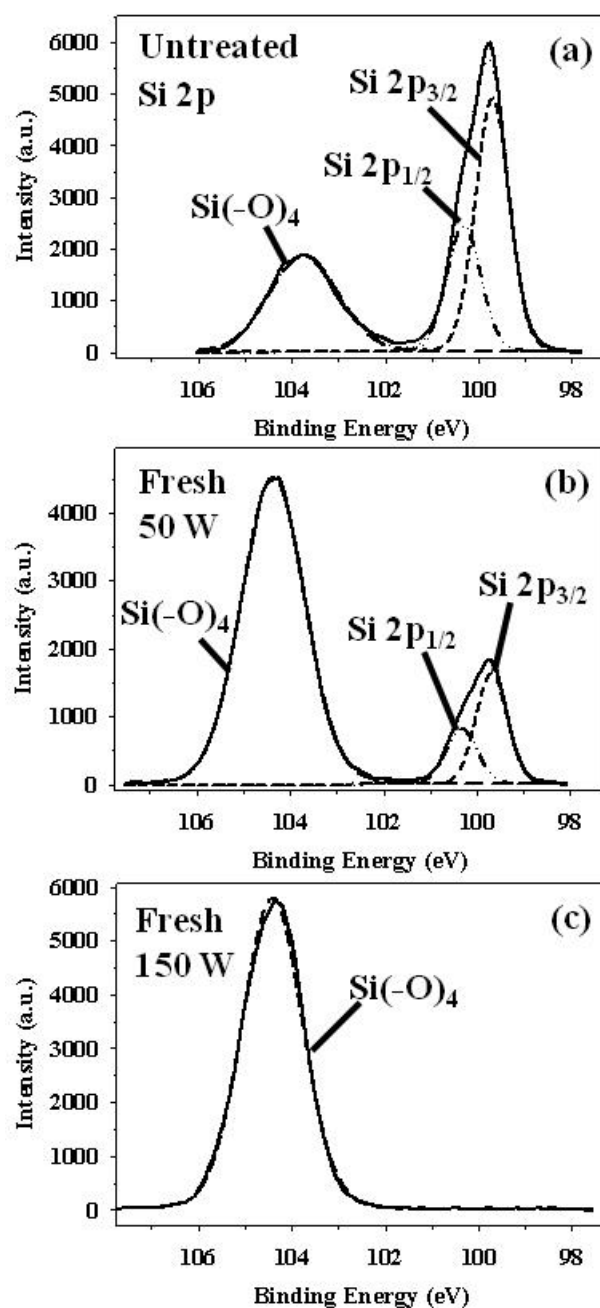 Untreated
Si 2p
(a)
Si 2p3/2
Si 2p1/2
Si(-O)4
Intensity (a.u.)
6000
5000
4000
3000
2000
1000
0
106 104 102 100 98
Binding Energy (eV)
Fresh
50 W
(b)
Si(-O)4
Si 2p1/2
Si 2p3/2
Intensity (a.u.)
4000
3000
2000
1000
0
106 104 102 100 98
Binding Energy (eV)
Fresh
150 W
(c)
Si(-O)4
Intensity (a.u.)
6000
5000
4000
3000
2000
1000
0
106 104 102 100 98
Binding Energy (eV)